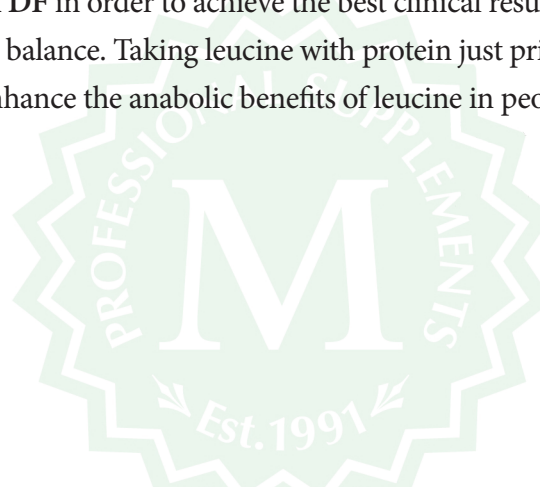 DF in order to achieve the best clinical resu
balance. Taking leucine with protein just pri
nhance the anabolic benefits of leucine in peo
PROFESSIONAL SUPPLEMENTS
M
Est. 1991